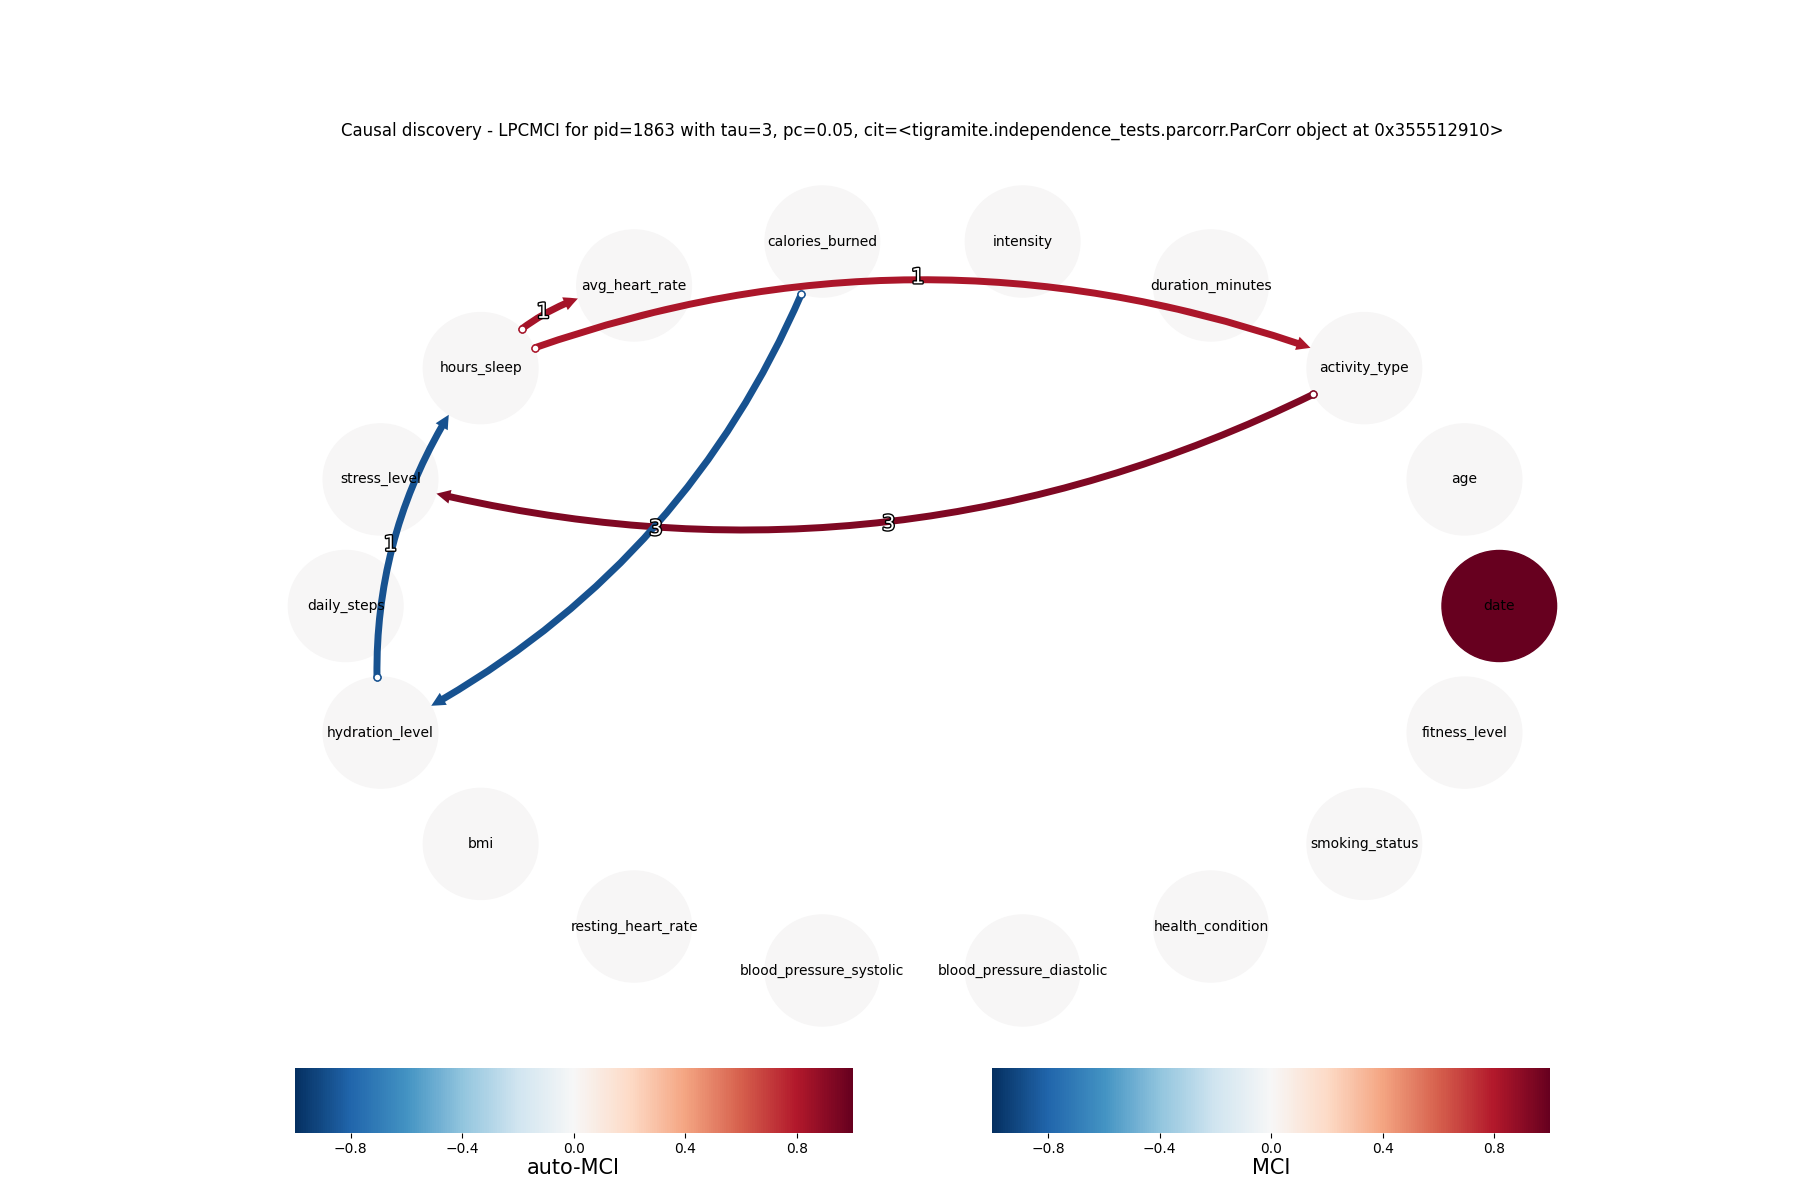 Causal discovery - LPCMCI for pid=1863 with tau=3, pc=0.05, cit=<tigramite.independence_tests.parcorr.ParCorr object at 0x355512910>
calories_burned
intensity
avg_heart_rate
duration_minutes
1
1
hours_sleep
activity_type
stress_level
age
3
3
1
daily_steps
date
hydration_level
fitness_level
bmi
smoking_status
resting_heart_rate
health_condition
blood_pressure_systolic
blood_pressure_diastolic
−0.8 −0.4 0.0 0.4 0.8
auto-MCI
−0.8 −0.4 0.0 0.4 0.8
MCI